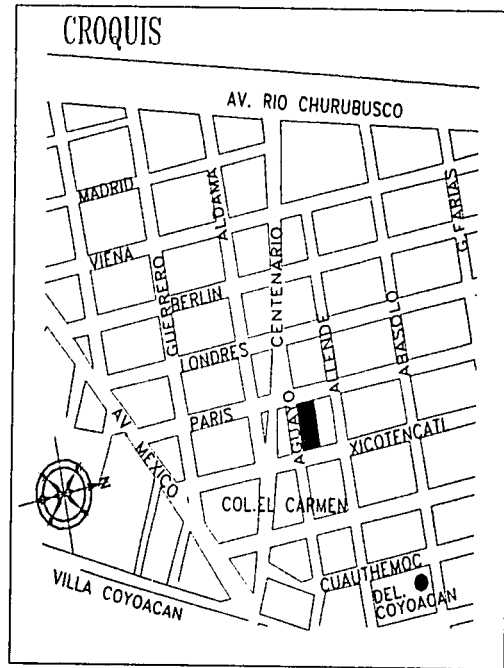 CROQUIS
AV. RIO CHURUBUSCO
MADRID
ALDAMA
G. FARIAS
VIENA
GUERRERO
CENTENARIO
BERLIN
ALLENDE
ABASOLO
LONDRES
AGUAYO
PARIS
AV. MEXICO
XICOTENCATL
N
COL. EL CARMEN
CUAUTHEMOC
VILLA COYOACAN
DEL.
COYOACAN